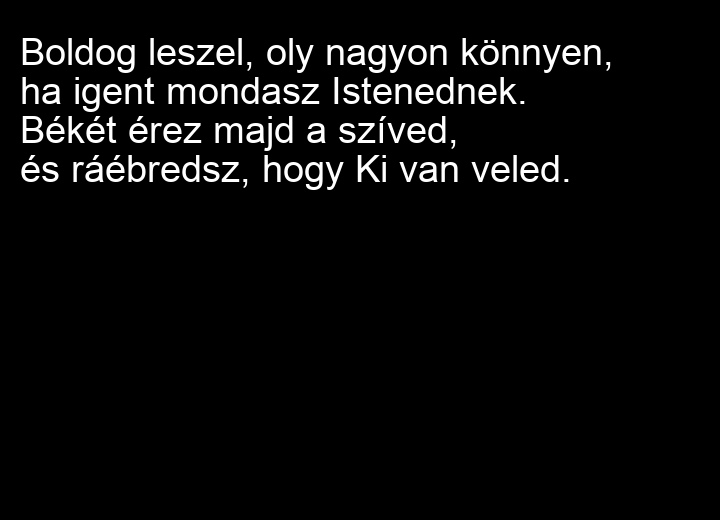 Boldog leszel, oly nagyon könnyen,
ha igent mondasz Istenednek.
Békét érez majd a szíved,
és ráébredsz, hogy Ki van veled.